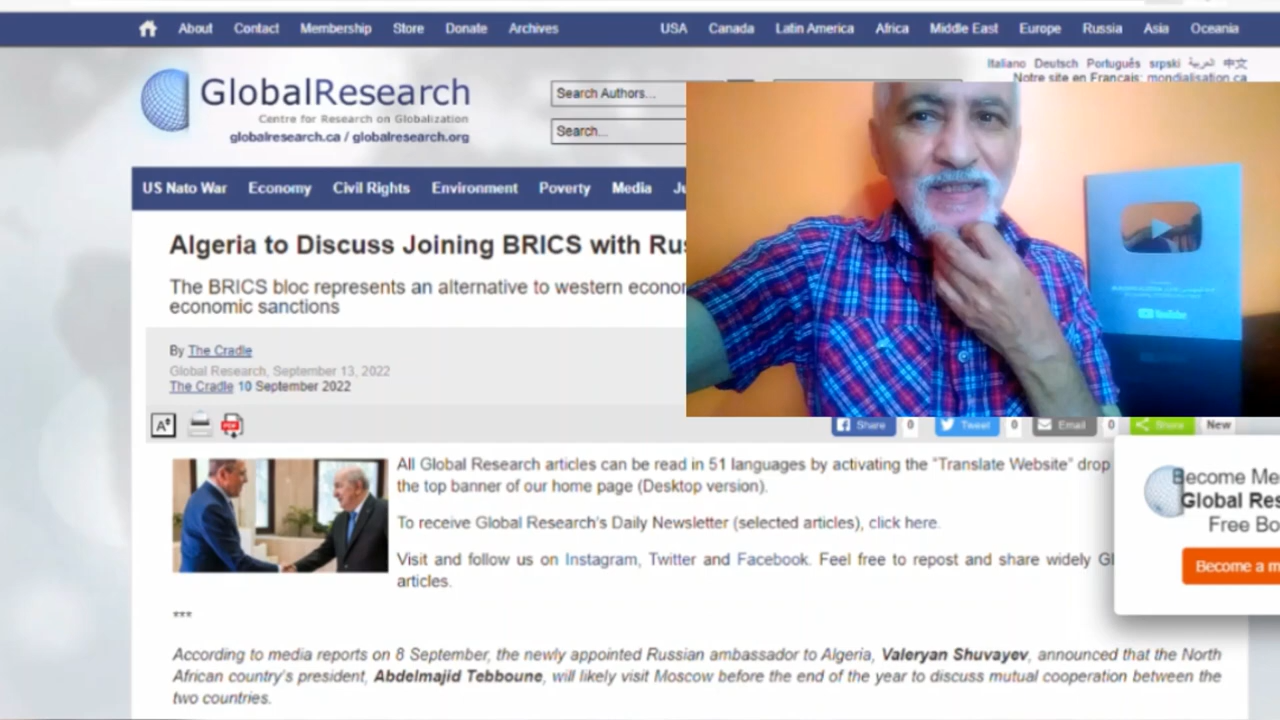 About Contact Membership Store Donate Archives USA Canada Latin America Africa Middle East Europe Russia Asia Oceania
Italiano Deutsch Português srpski العربية 中文
Notre site en Français: mondialisation.ca
GlobalResearch
Centre for Research on Globalization
globalresearch.ca / globalresearch.org
Search Authors...
Search...
US Nato War Economy Civil Rights Environment Poverty Media
Algeria to Discuss Joining BRICS with
The BRICS bloc represents an alternative to western
economic sanctions
By The Cradle
Global Research, September 13, 2022
The Cradle 10 September 2022
YouTube
Share 0 Tweet 0 Email 0 Share New
All Global Research articles can be read in 51 languages by activating the "Translate Website" drop
the top banner of our home page (Desktop version).
To receive Global Research's Daily Newsletter (selected articles), click here.
Visit and follow us on Instagram, Twitter and Facebook. Feel free to repost and share widely
articles.
***
Become
Global
Free
Become a
According to media reports on 8 September, the newly appointed Russian ambassador to Algeria, Valeryan Shuvayev, announced that the North
African country's president, Abdelmajid Tebboune, will likely visit Moscow before the end of the year to discuss mutual cooperation between the
two countries.